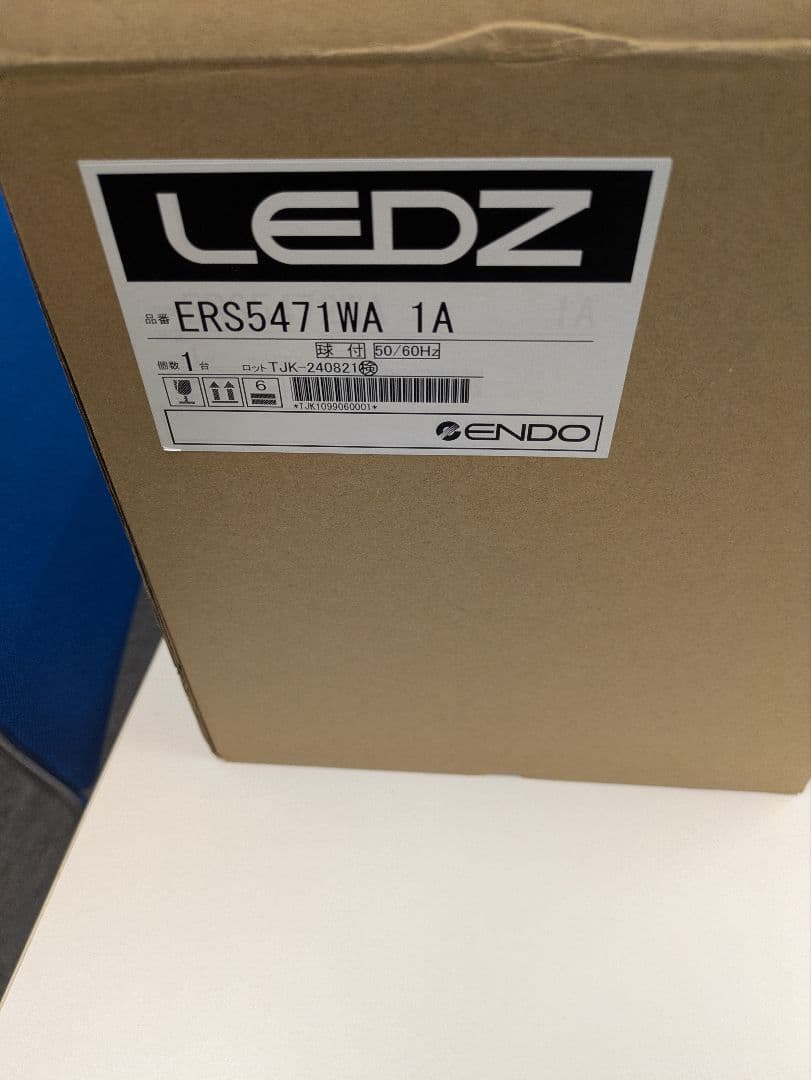 LEDZ
品番 ERS5471WA 1A
球 付 50/60Hz
個数 1 台 ロット TJK-240821 検
6
*TJK1099060001*
ENDO